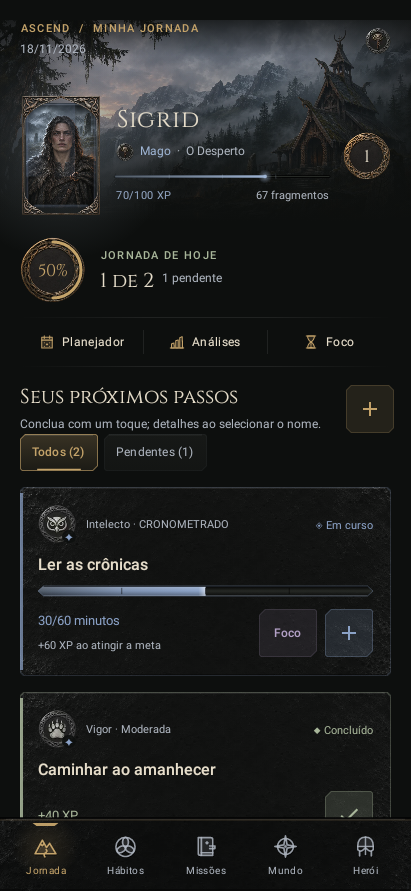 ASCEND / MINHA JORNADA
18/11/2026
SIGRID
Mago · O Desperto
1
70/100 XP 67 fragmentos
50%
JORNADA DE HOJE
1 DE 2 1 pendente
Planejador Análises Foco
SEUS PRÓXIMOS PASSOS
Conclua com um toque; detalhes ao selecionar o nome.
Todos (2) Pendentes (1)
Intelecto · CRONOMETRADO Em curso
Ler as crônicas
30/60 minutos
+60 XP ao atingir a meta
Foco
Vigor · Moderada Concluído
Caminhar ao amanhecer
+40 XP
Jornada Hábitos Missões Mundo Herói